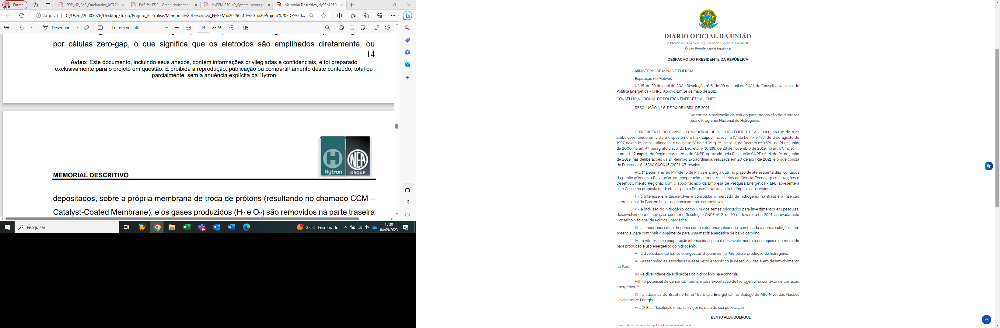 Entrar
EDP_H2_PoC_Queimador_IATI 23
EAR for EDP - Green Hydrogen u
HyPEM 250-40_System Layout.pd
Memorial Descritivo_HyPEM 250
Arquivo
C:/Users/20005076/Desktop/Tokio/Projeto_Eletrolise/Memorial%20Descritivo_HyPEM%20250-40%20-%20Projeto%20EDP%20...
Desenhar
Ler em voz alta
15
de 26
por células zero-gap, o que significa que os eletrodos são empilhados diretamente, ou
14
Aviso: Este documento, incluindo seus anexos, contém informações privilegiadas e confidenciais, e foi preparado
exclusivamente para o projeto em questão. É proibida a reprodução, publicação ou compartilhamento deste conteúdo, total ou
parcialmente, sem a anuência explícita da Hytron
H
Hytron
NEA
GROUP
MEMORIAL DESCRITIVO
depositados, sobre a própria membrana de troca de prótons (resultando no chamado CCM –
Catalyst-Coated Membrane), e os gases produzidos (H2 e O2) são removidos na parte traseira
Pesquisar
9+
1
35°C Ensolarado
15:30
04/09/2023
DIÁRIO OFICIAL DA UNIÃO
Publicado em: 17/05/2021 | Edição: 91 | Seção: 1 | Página: 10
Órgão: Presidência da República
DESPACHO DO PRESIDENTE DA REPÚBLICA
MINISTÉRIO DE MINAS E ENERGIA
Exposição de Motivos
Nº 15, de 22 de abril de 2021. Resolução nº 6, de 20 de abril de 2021, do Conselho Nacional de
Política Energética - CNPE. Aprovo. Em 14 de maio de 2021.
CONSELHO NACIONAL DE POLÍTICA ENERGÉTICA - CNPE
RESOLUÇÃO Nº 6, DE 20 DE ABRIL DE 2021
Determina a realização de estudo para proposição de diretrizes
para o Programa Nacional do Hidrogênio.
O PRESIDENTE DO CONSELHO NACIONAL DE POLÍTICA ENERGÉTICA - CNPE, no uso de suas
atribuições, tendo em vista o disposto no art. 2º, caput , incisos I e IV, da Lei nº 9.478, de 6 de agosto de
1997, no art. 1º, inciso I, alínea "h", e no inciso IV, no art. 2º, § 3º, inciso III, do Decreto nº 3.520, de 21 de junho
de 2000, no art. 4º, parágrafo único, do Decreto nº 10.139, de 28 de novembro de 2019, no art. 5º, inciso III,
e no art. 17, caput , do Regimento Interno do CNPE, aprovado pela Resolução CNPE nº 14, de 24 de junho
de 2019, nas deliberações da 2ª Reunião Extraordinária, realizada em 20 de abril de 2021, e o que consta
do Processo nº 48360.000046/2021-07, resolve:
Art. 1º Determinar ao Ministério de Minas e Energia que, no prazo de até sessenta dias, contados
da publicação desta Resolução, em cooperação com os Ministérios da Ciência, Tecnologia e Inovações e
Desenvolvimento Regional, com o apoio técnico da Empresa de Pesquisa Energética - EPE, apresente a
este Conselho proposta de diretrizes para o Programa Nacional do Hidrogênio, observados:
I - o interesse em desenvolver e consolidar o mercado de hidrogênio no Brasil e a inserção
internacional do País em bases economicamente competitivas;
II - a inclusão do hidrogênio como um dos temas prioritários para investimentos em pesquisa,
desenvolvimento e inovação, conforme Resolução CNPE nº 2, de 10 de fevereiro de 2021, aprovada pelo
Conselho Nacional de Política Energética;
III - a importância do hidrogênio como vetor energético que, combinado a outras soluções, tem
potencial para contribuir globalmente para uma matriz energética de baixo carbono;
IV - o interesse na cooperação internacional para o desenvolvimento tecnológico e de mercado
para produção e uso energético do hidrogênio;
V - a diversidade de fontes energéticas disponíveis no País para a produção de hidrogênio;
VI - as tecnologias associadas a esse vetor energético já desenvolvidas e em desenvolvimento
no País;
VII - a diversidade de aplicações do hidrogênio na economia;
VIII - o potencial de demanda interna e para exportação de hidrogênio no contexto de transição
energética; e
IX - a liderança do Brasil no tema "Transição Energética" no Diálogo de Alto Nível das Nações
Unidas sobre Energia.
Art. 2º Esta Resolução entra em vigor na data de sua publicação.
BENTO ALBUQUERQUE
Este conteúdo não substitui o publicado na versão certificada.